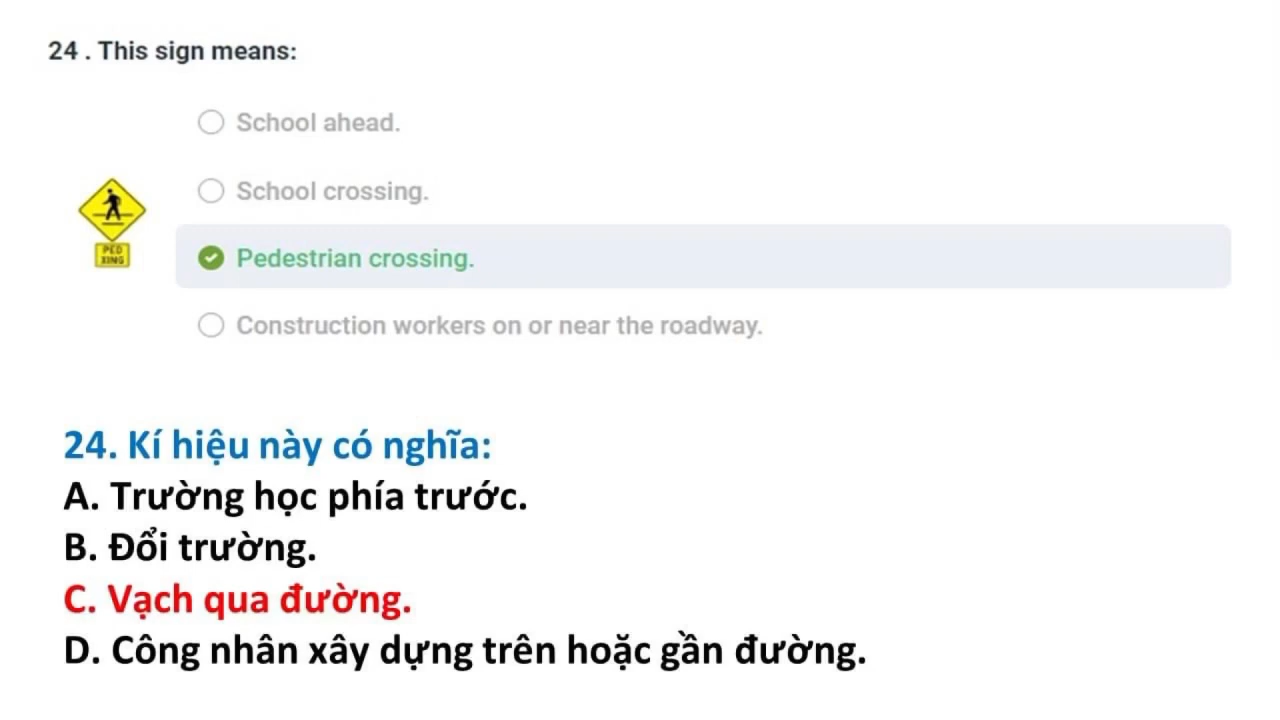 24 . This sign means:
School ahead.
School crossing.
PED
XING
Pedestrian crossing.
Construction workers on or near the roadway.
24. Kí hiệu này có nghĩa:
A. Trường học phía trước.
B. Đổi trường.
C. Vạch qua đường.
D. Công nhân xây dựng trên hoặc gần đường.